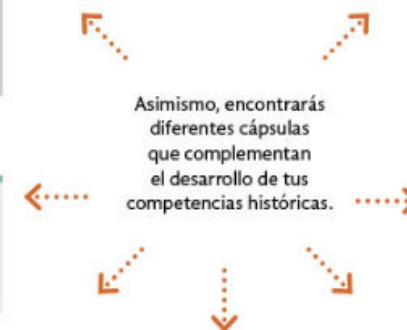 Asimismo, encontrarás
diferentes cápsulas
que complementan
el desarrollo de tus
competencias históricas.